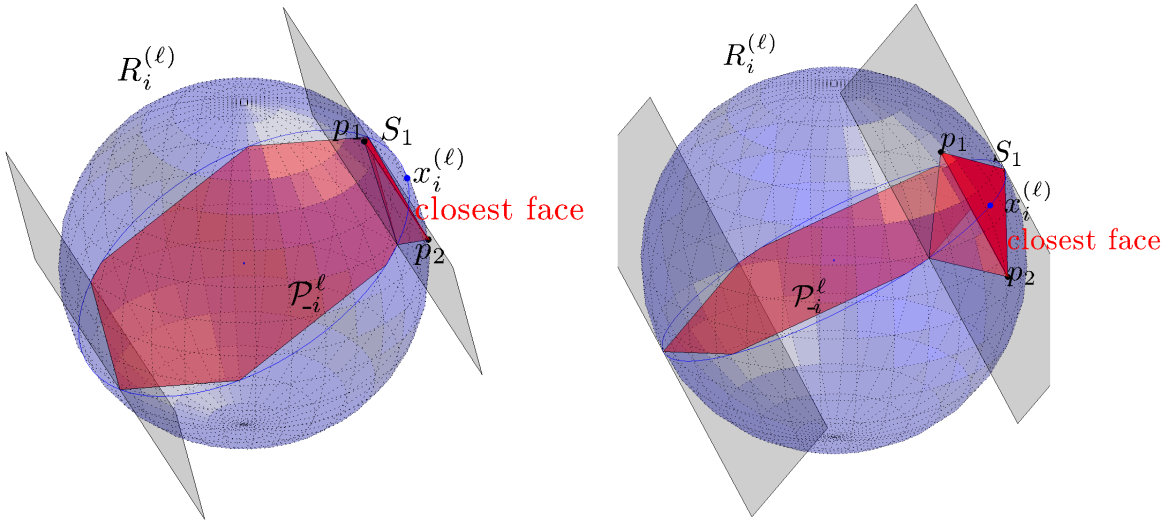 R_i^{(ℓ)}
p_1 S_1
x_i^{(ℓ)}
closest face
p_2
𝒫_{-i}^ℓ
R_i^{(ℓ)}
p_1
S_1
x_i^{(ℓ)}
closest face
p_2
𝒫_{-i}^ℓ